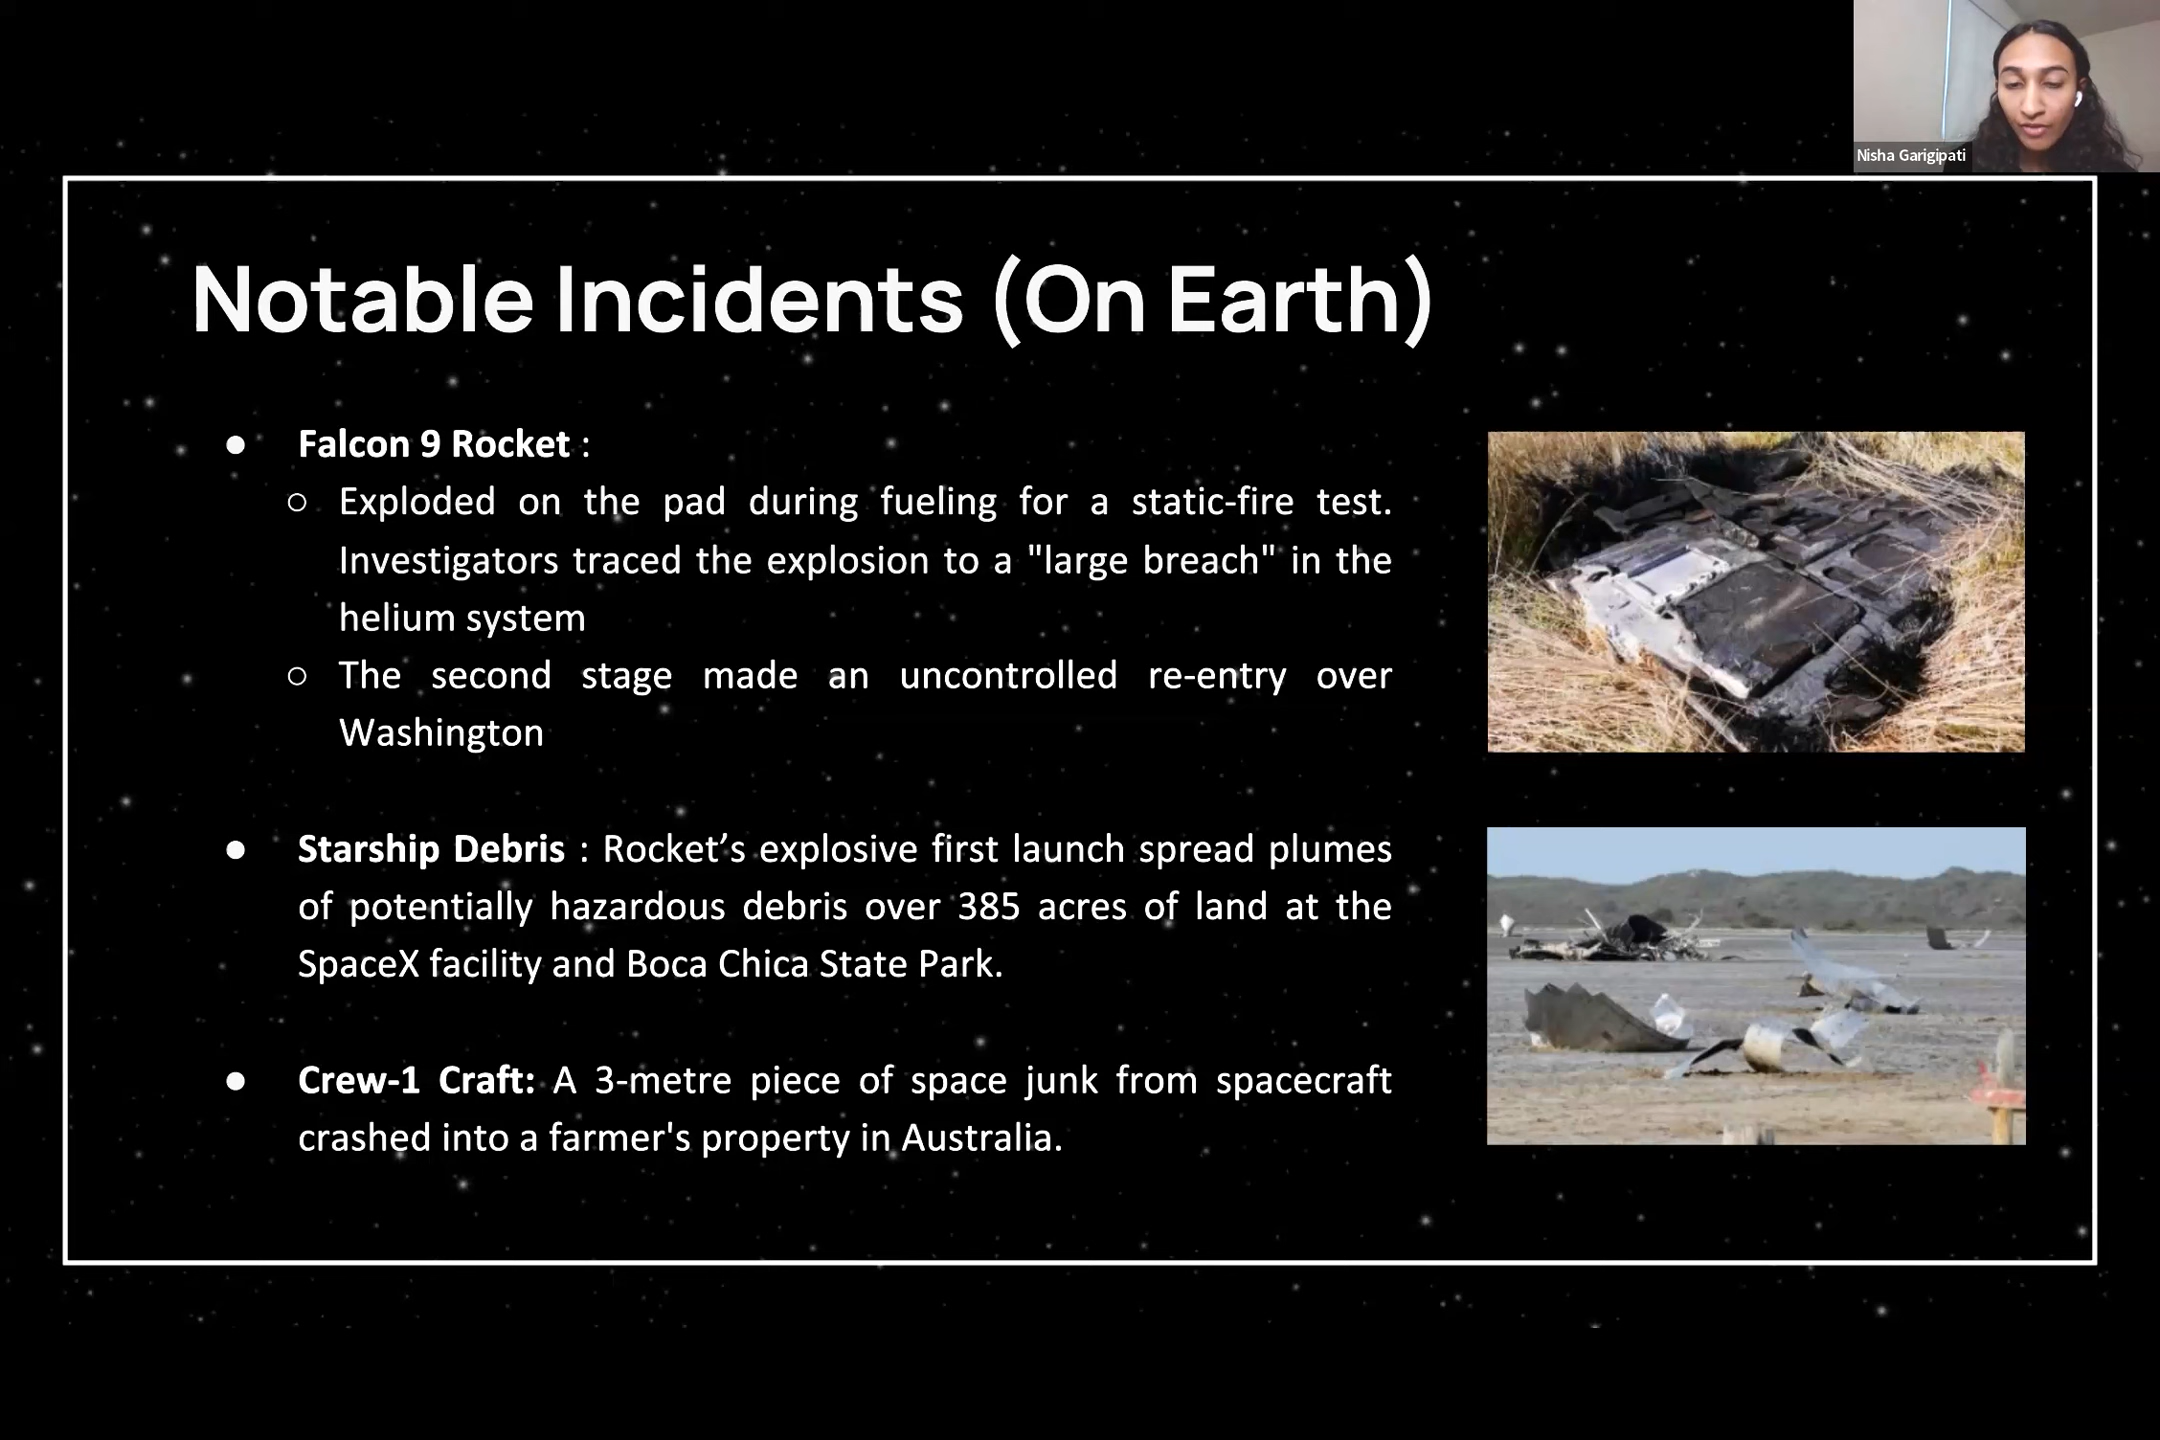 Nisha Garigipati
Notable Incidents (On Earth)
● Falcon 9 Rocket :
○ Exploded on the pad during fueling for a static-fire test.
Investigators traced the explosion to a "large breach" in the
helium system
○ The second stage made an uncontrolled re-entry over
Washington
● Starship Debris : Rocket’s explosive first launch spread plumes
of potentially hazardous debris over 385 acres of land at the
SpaceX facility and Boca Chica State Park.
● Crew-1 Craft: A 3-metre piece of space junk from spacecraft
crashed into a farmer's property in Australia.